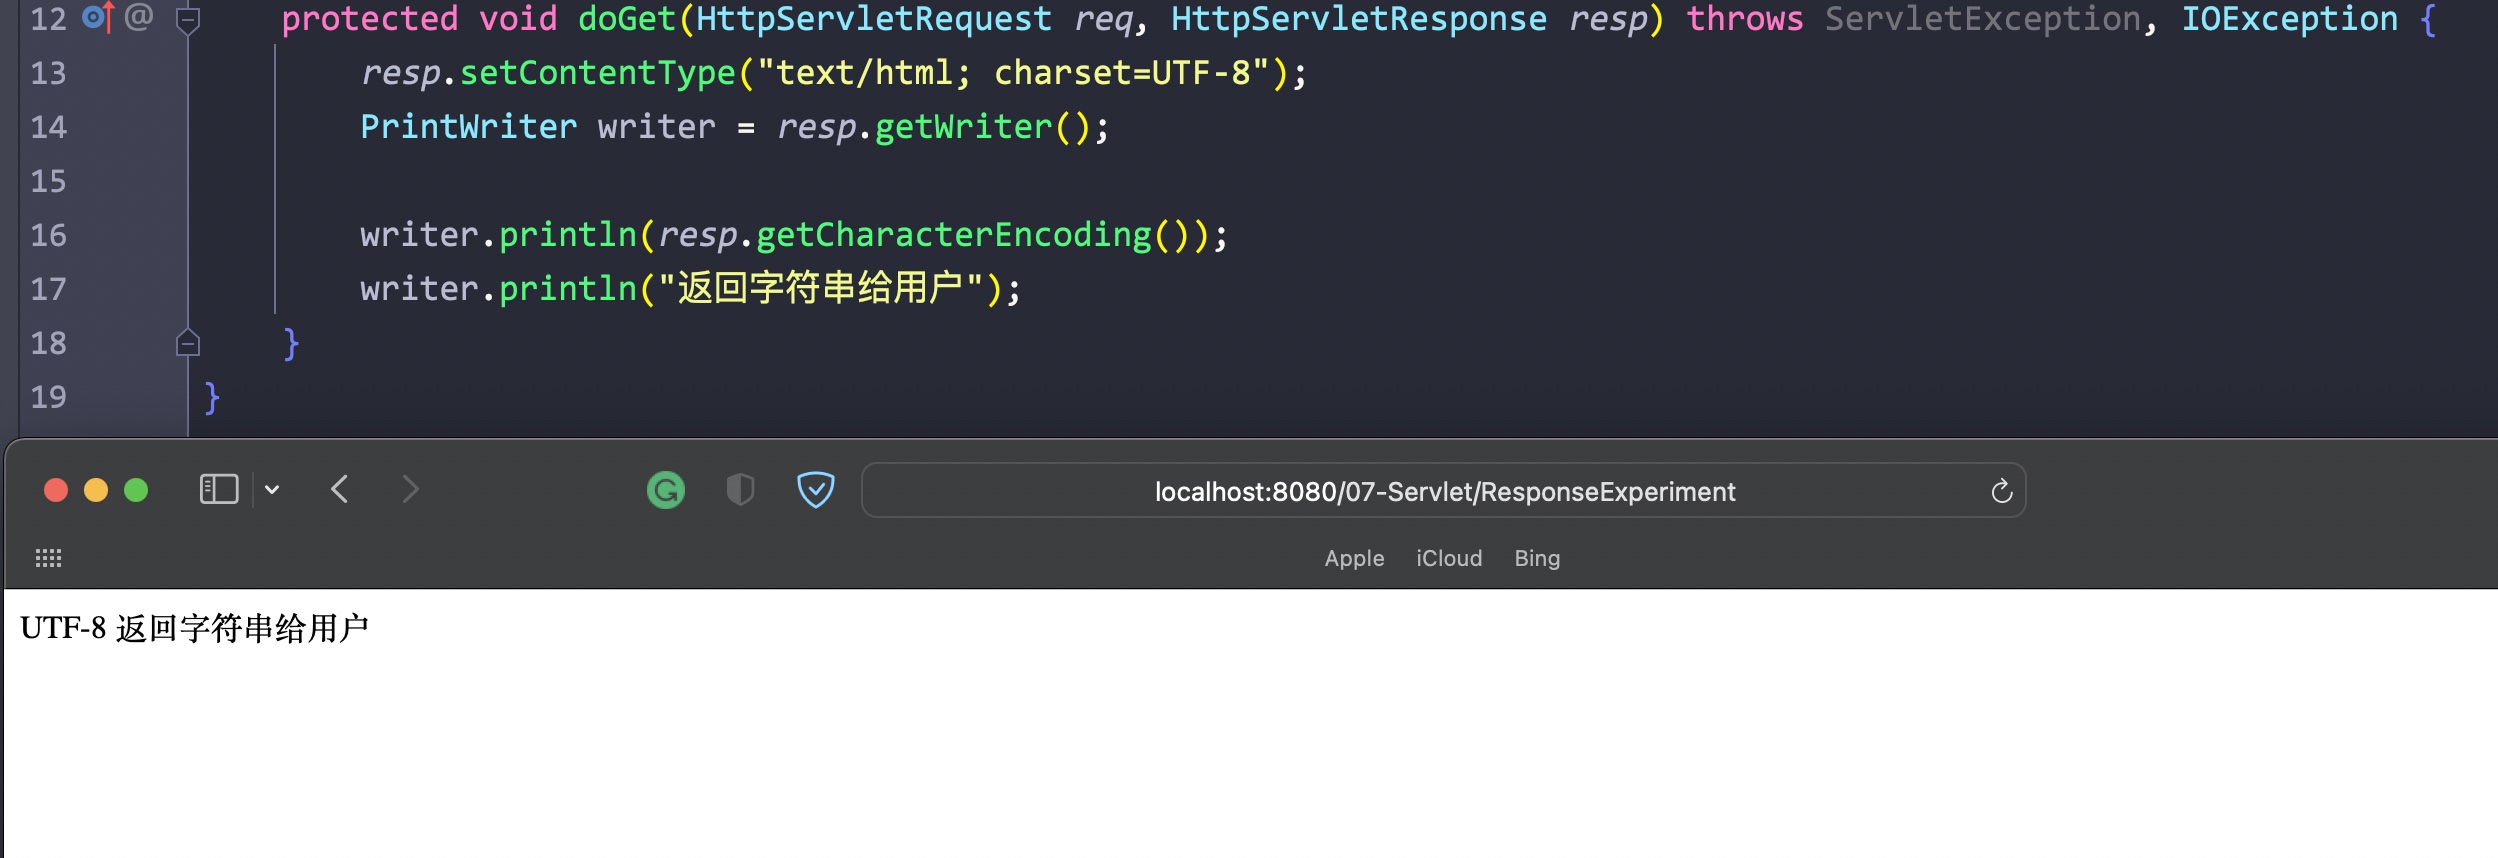 12 @ protected void doGet(HttpServletRequest req, HttpServletResponse resp) throws ServletException, IOException {
13 resp.setContentType("text/html; charset=UTF-8");
14 PrintWriter writer = resp.getWriter();
15
16 writer.println(resp.getCharacterEncoding());
17 writer.println("返回字符串给用户");
18 }
19 }
localhost:8080/07-Servlet/ResponseExperiment
Apple iCloud Bing
UTF-8 返回字符串给用户